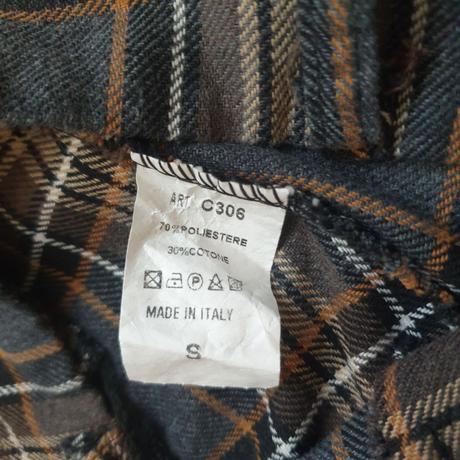 ART. C306
70%POLIESTERE
30%COTONE
P
MADE IN ITALY
S